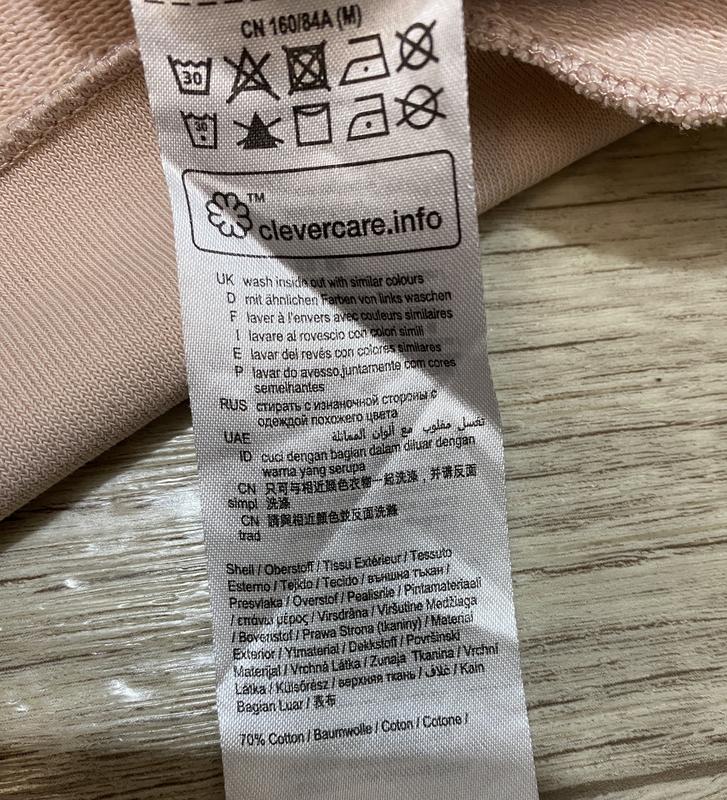 CN 160/84A (M)
30
30
TM
clevercare.info
UK wash inside out with similar colours
D mit ähnlichen Farben von links waschen
F laver à l'envers avec couleurs similaires
I lavare al rovescio con colori simili
E lavar del revés con colores similares
P lavar do avesso,juntamente com cores
semelhantes
RUS стирать с изнаночной стороны с
одеждой похожего цвета
UAE تغسل مقلوب مع ألوان المماثلة
ID cuci dengan bagian dalam diluar dengan
warna yang serupa
CN 只可与相近颜色衣物一起洗涤，并请反面
simpl 洗涤
CN 請與相近顏色並反面洗滌
trad
Shell / Oberstoff / Tissu Extérieur / Tessuto
Esterno / Tejido / Tecido / външна тъкан /
Presvlaka / Overstof / Pealisriie / Pintamateriaali
/ επάνω μέρος / Virsdrāna / Viršutinė Medžiaga
/ Bovenstof / Prawa Strona (tkaniny) / Material
Exterior / Ytmaterial / Dekkstoff / Površinski
Materijal / Vrchná Látka / Zunaja Tkanina / Vrchní
Látka / Külsőrész / верхняя ткань / غلاف / Kain
Bagian Luar / 表布
70% Cotton / Baumwolle / Coton / Cotone /